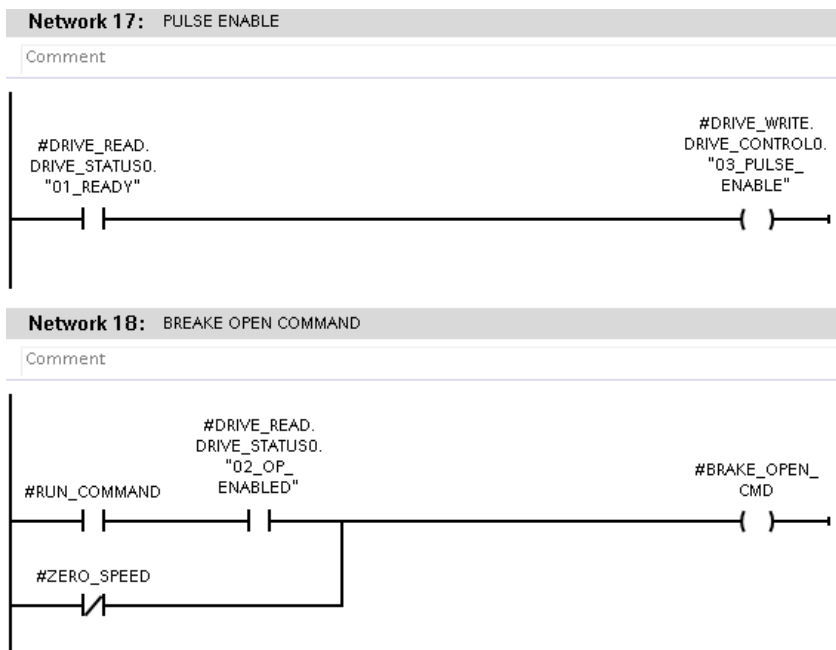 Network 17: PULSE ENABLE
Comment
#DRIVE_READ.
DRIVE_STATUS0.
"01_READY"
#DRIVE_WRITE.
DRIVE_CONTROL0.
"03_PULSE_
ENABLE"
Network 18: BREAKE OPEN COMMAND
Comment
#RUN_COMMAND
#DRIVE_READ.
DRIVE_STATUS0.
"02_OP_
ENABLED"
#BRAKE_OPEN_
CMD
#ZERO_SPEED